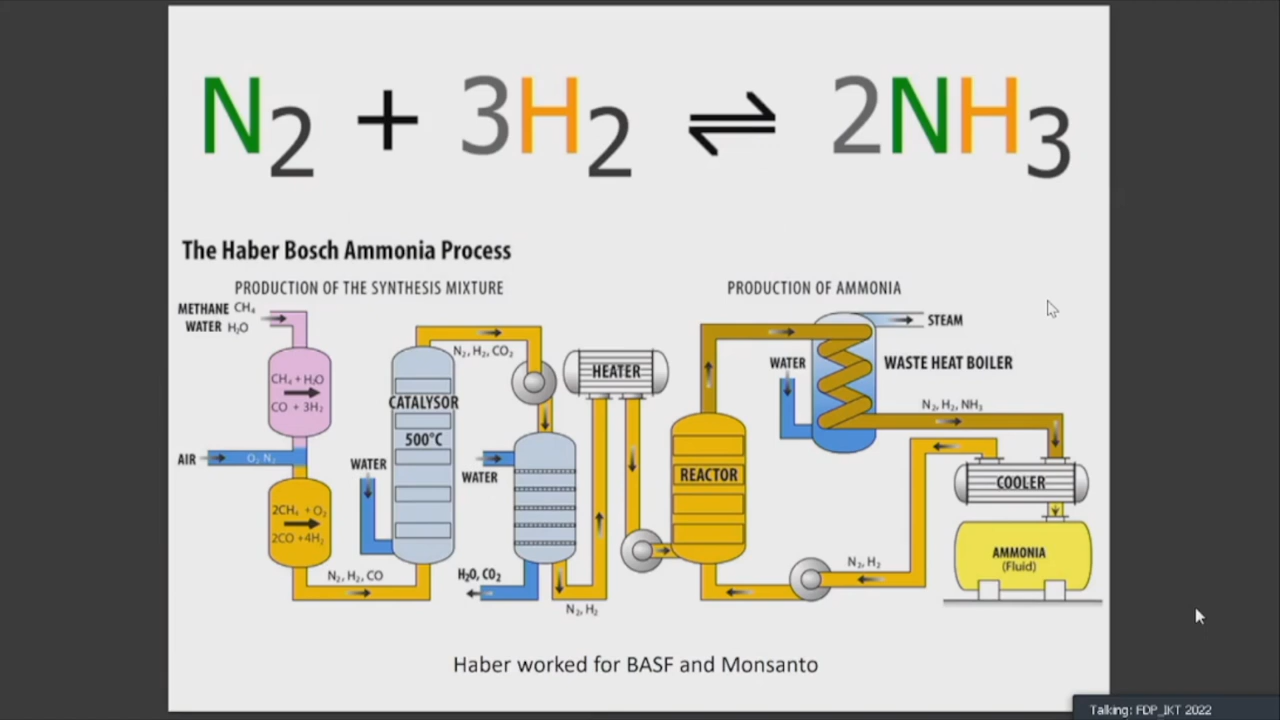 N2 + 3H2 ⇌ 2NH3
The Haber Bosch Ammonia Process
PRODUCTION OF THE SYNTHESIS MIXTURE
PRODUCTION OF AMMONIA
METHANE CH4
WATER H2O
CH4 + H2O
CO + 3H2
AIR
O2 N2
2CH4 + O2
2CO +4H2
N2, H2, CO
WATER
CATALYSOR
500°C
N2, H2, CO2
WATER
H2O, CO2
N2, H2
HEATER
REACTOR
WATER
STEAM
WASTE HEAT BOILER
N2, H2, NH3
COOLER
N2, H2
AMMONIA
(Fluid)
Haber worked for BASF and Monsanto
Talking: FDP_IKT 2022